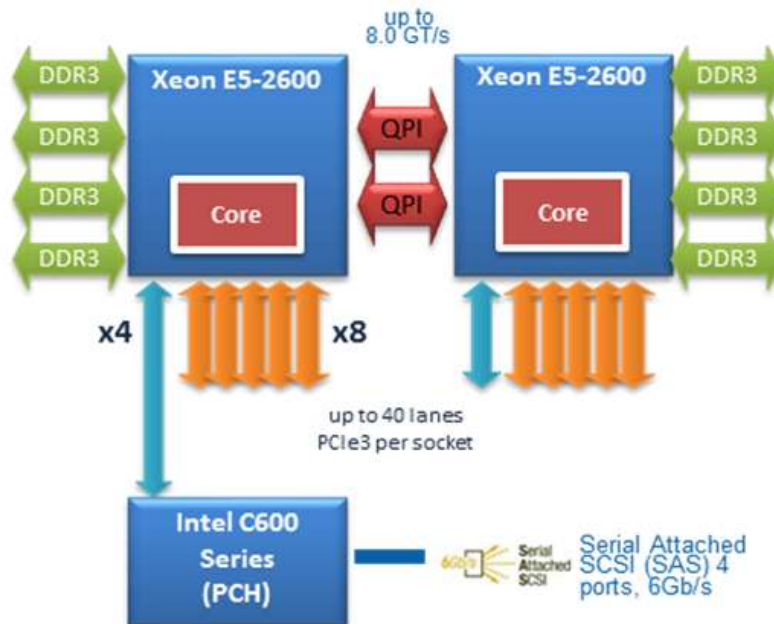 up to
8.0 GT/s
Xeon E5-2600
Xeon E5-2600
DDR3
DDR3
DDR3
DDR3
QPI
QPI
DDR3
DDR3
DDR3
DDR3
Core
Core
x4
x8
up to 40 lanes
PCIe3 per socket
Intel C600
Series
(PCH)
6Gb/s
Serial
Attached
SCSI
Serial Attached
SCSI (SAS) 4
ports, 6Gb/s